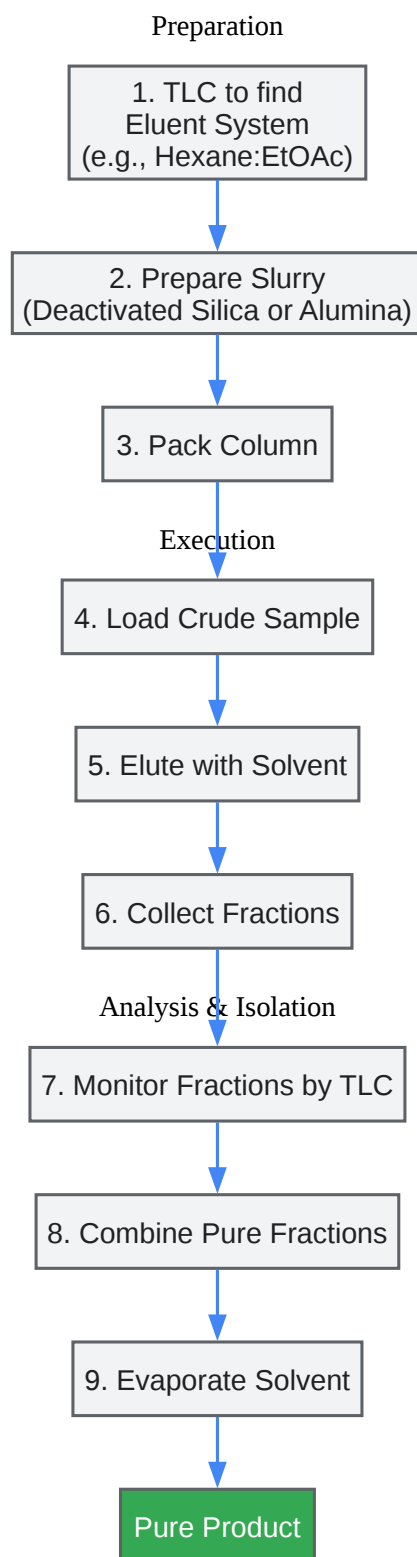 Preparation
1. TLC to find
Eluent System
(e.g., Hexane:EtOAc)
2. Prepare Slurry
(Deactivated Silica or Alumina)
3. Pack Column
Execution
4. Load Crude Sample
5. Elute with Solvent
6. Collect Fractions
Analysis & Isolation
7. Monitor Fractions by TLC
8. Combine Pure Fractions
9. Evaporate Solvent
Pure Product